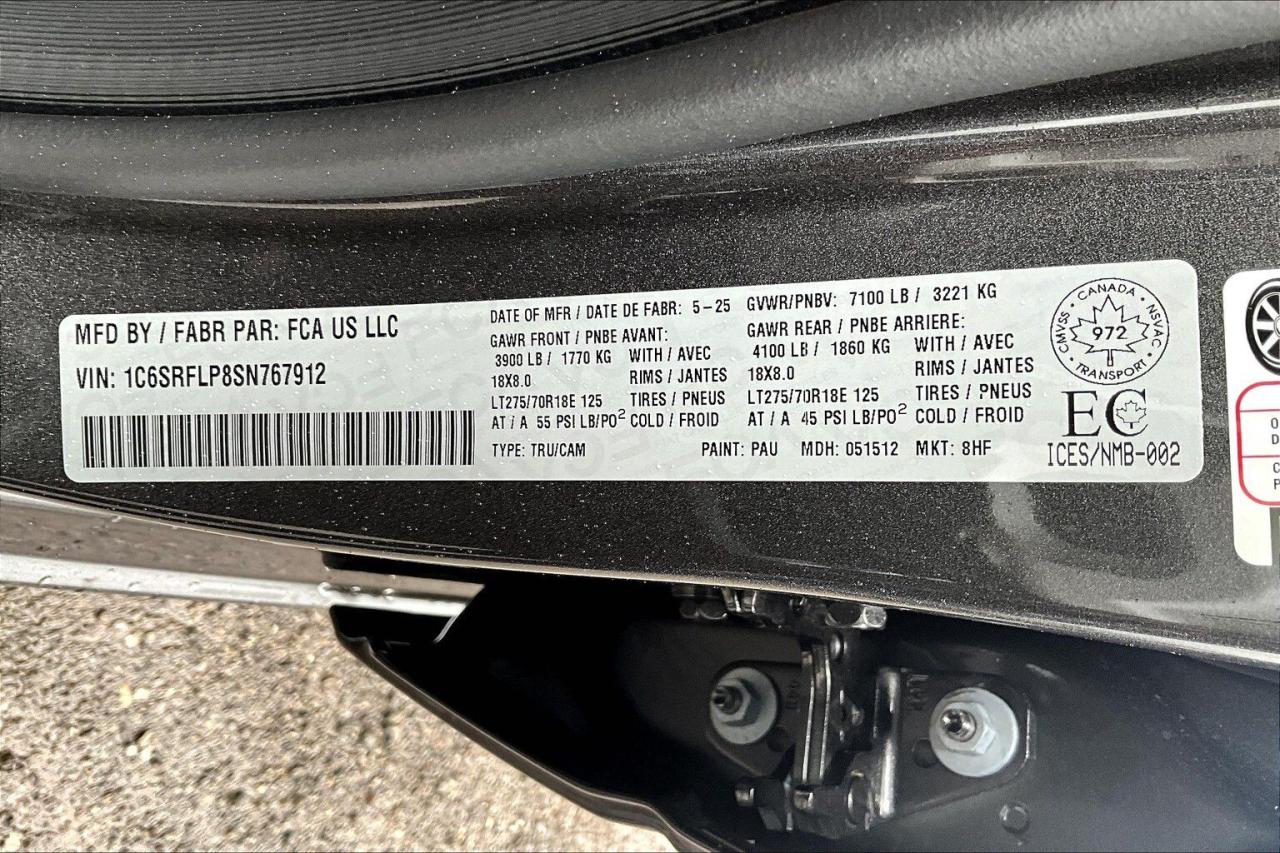 MFD BY / FABR PAR: FCA US LLC
VIN: 1C6SRFLP8SN767912
DATE OF MFR / DATE DE FABR: 5-25
GAWR FRONT / PNBE AVANT:
3900 LB / 1770 KG WITH / AVEC
18X8.0 RIMS / JANTES
LT275/70R18E 125 TIRES / PNEUS
AT / A 55 PSI LB/PO² COLD / FROID
TYPE: TRU/CAM
GVWR/PNBV: 7100 LB / 3221 KG
GAWR REAR / PNBE ARRIERE:
4100 LB / 1860 KG WITH / AVEC
18X8.0 RIMS / JANTES
LT275/70R18E 125 TIRES / PNEUS
AT / A 45 PSI LB/PO² COLD / FROID
PAINT: PAU MDH: 051512 MKT: 8HF
CANADA
CMVSS NSVAC
972
TRANSPORT
EC
ICES/NMB-002